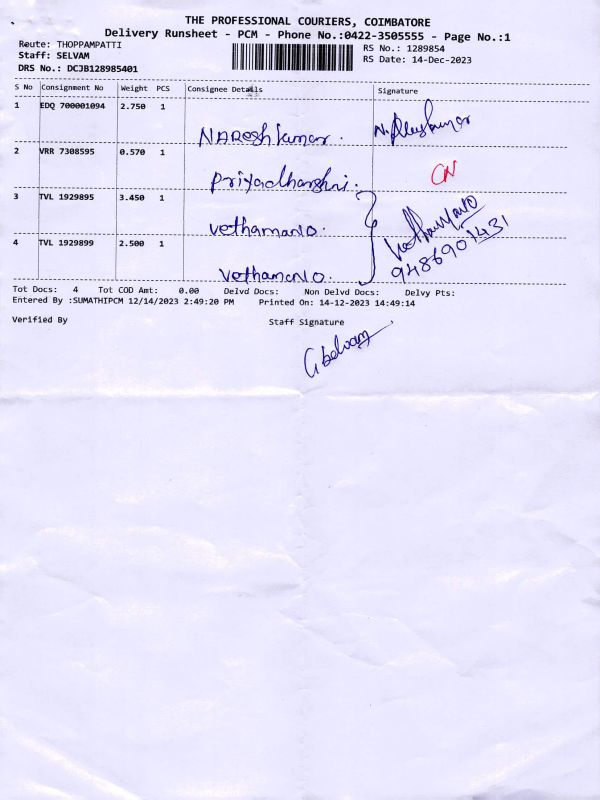 THE PROFESSIONAL COURIERS, COIMBATORE
Delivery Runsheet - PCM - Phone No.:0422-3505555 - Page No.:1
Reute: THOPPAMPATTI
Staff: SELVAM
DRS No.: DCJB128985401
RS No.: 1289854
RS Date: 14-Dec-2023
S No Consignment No Weight PCS Consignee Details Signature
1 EDQ 700001094 2.750 1
NAReshkumar.
2 VRR 7308595 0.570 1
Priyadharshni. CN
3 TVL 1929895 3.450 1
vethamani.
9486901431
4 TVL 1929899 2.500 1
Vethamani.
Tot Docs: 4 Tot COD Amt: 0.00 Delvd Docs: Non Delvd Docs: Delvy Pts:
Entered By :SUMATHIPCM 12/14/2023 2:49:20 PM Printed On: 14-12-2023 14:49:14
Verified By Staff Signature